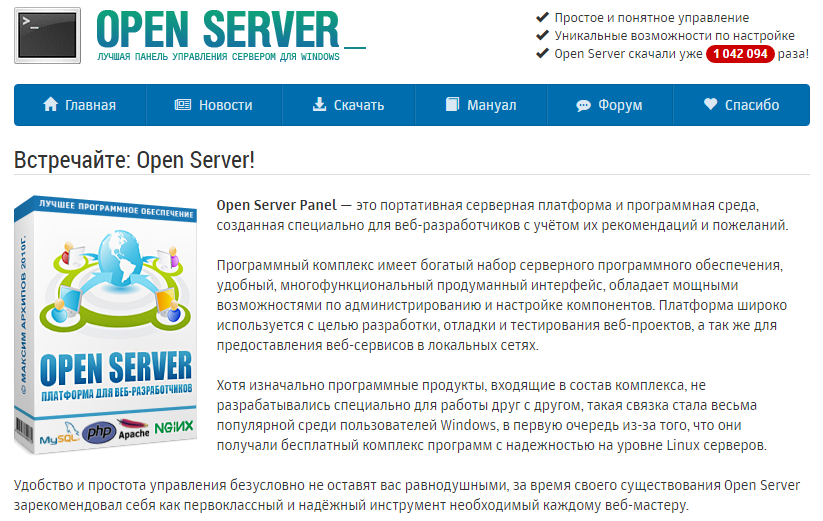 >_
OPEN SERVER_
ЛУЧШАЯ ПАНЕЛЬ УПРАВЛЕНИЯ СЕРВЕРОМ ДЛЯ WINDOWS
Простое и понятное управление
Уникальные возможности по настройке
Open Server скачали уже 1 042 094 раза!
Главная
Новости
Скачать
Мануал
Форум
Спасибо
Встречайте: Open Server!
ЛУЧШЕЕ ПРОГРАММНОЕ ОБЕСПЕЧЕНИЕ
© МАКСИМ АРХИПОВ 2010Г.
OPEN SERVER
ПЛАТФОРМА ДЛЯ ВЕБ-РАЗРАБОТЧИКОВ
MySQL
php
Apache
NGINX
Open Server Panel — это портативная серверная платформа и программная среда,
созданная специально для веб-разработчиков с учётом их рекомендаций и пожеланий.
Программный комплекс имеет богатый набор серверного программного обеспечения,
удобный, многофункциональный продуманный интерфейс, обладает мощными
возможностями по администрированию и настройке компонентов. Платформа широко
используется с целью разработки, отладки и тестирования веб-проектов, а так же для
предоставления веб-сервисов в локальных сетях.
Хотя изначально программные продукты, входящие в состав комплекса, не
разрабатывались специально для работы друг с другом, такая связка стала весьма
популярной среди пользователей Windows, в первую очередь из-за того, что они
получали бесплатный комплекс программ с надежностью на уровне Linux серверов.
Удобство и простота управления безусловно не оставят вас равнодушными, за время своего существования Open Server
зарекомендовал себя как первоклассный и надёжный инструмент необходимый каждому веб-мастеру.